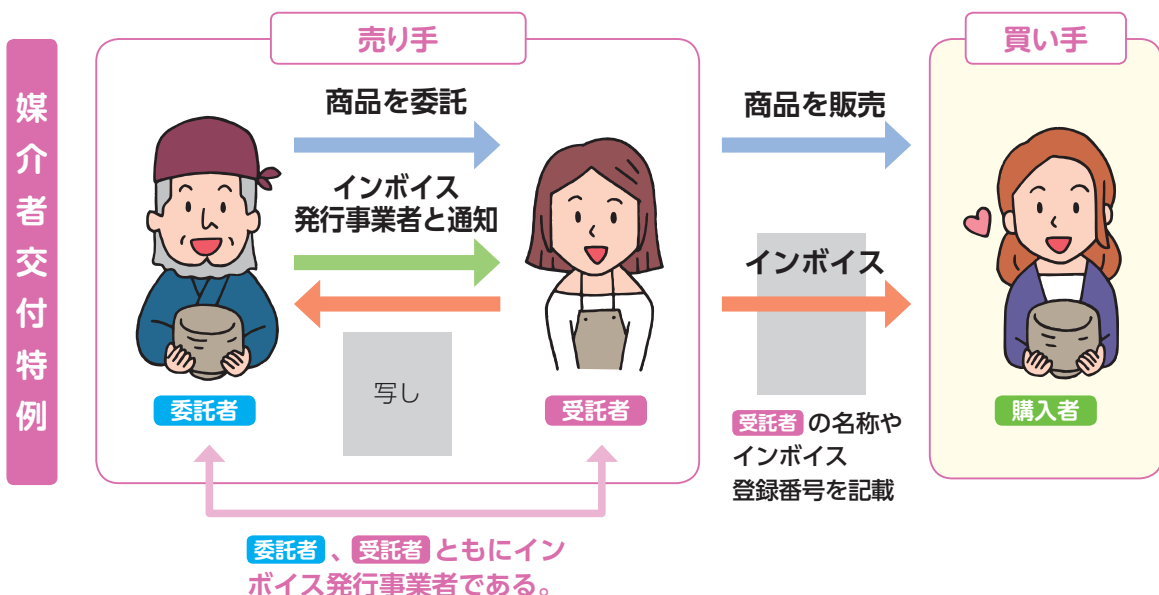 媒介者交付特例
売り手
買い手
商品を委託
商品を販売
インボイス
発行事業者と通知
インボイス
写し
委託者
受託者
購入者
受託者 の名称や
インボイス
登録番号を記載
委託者 、 受託者 ともにイン
ボイス発行事業者である。